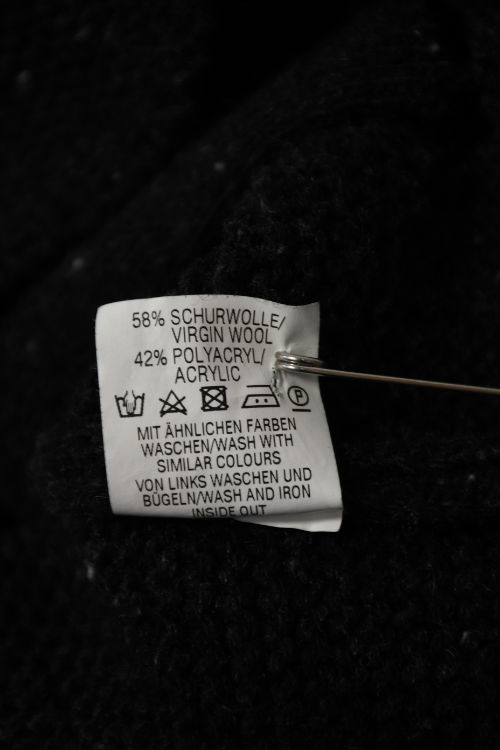 58% SCHURWOLLE/
VIRGIN WOOL
42% POLYACRYL/
ACRYLIC
P
MIT ÄHNLICHEN FARBEN
WASCHEN/WASH WITH
SIMILAR COLOURS
VON LINKS WASCHEN UND
BÜGELN/WASH AND IRON
INSIDE OUT